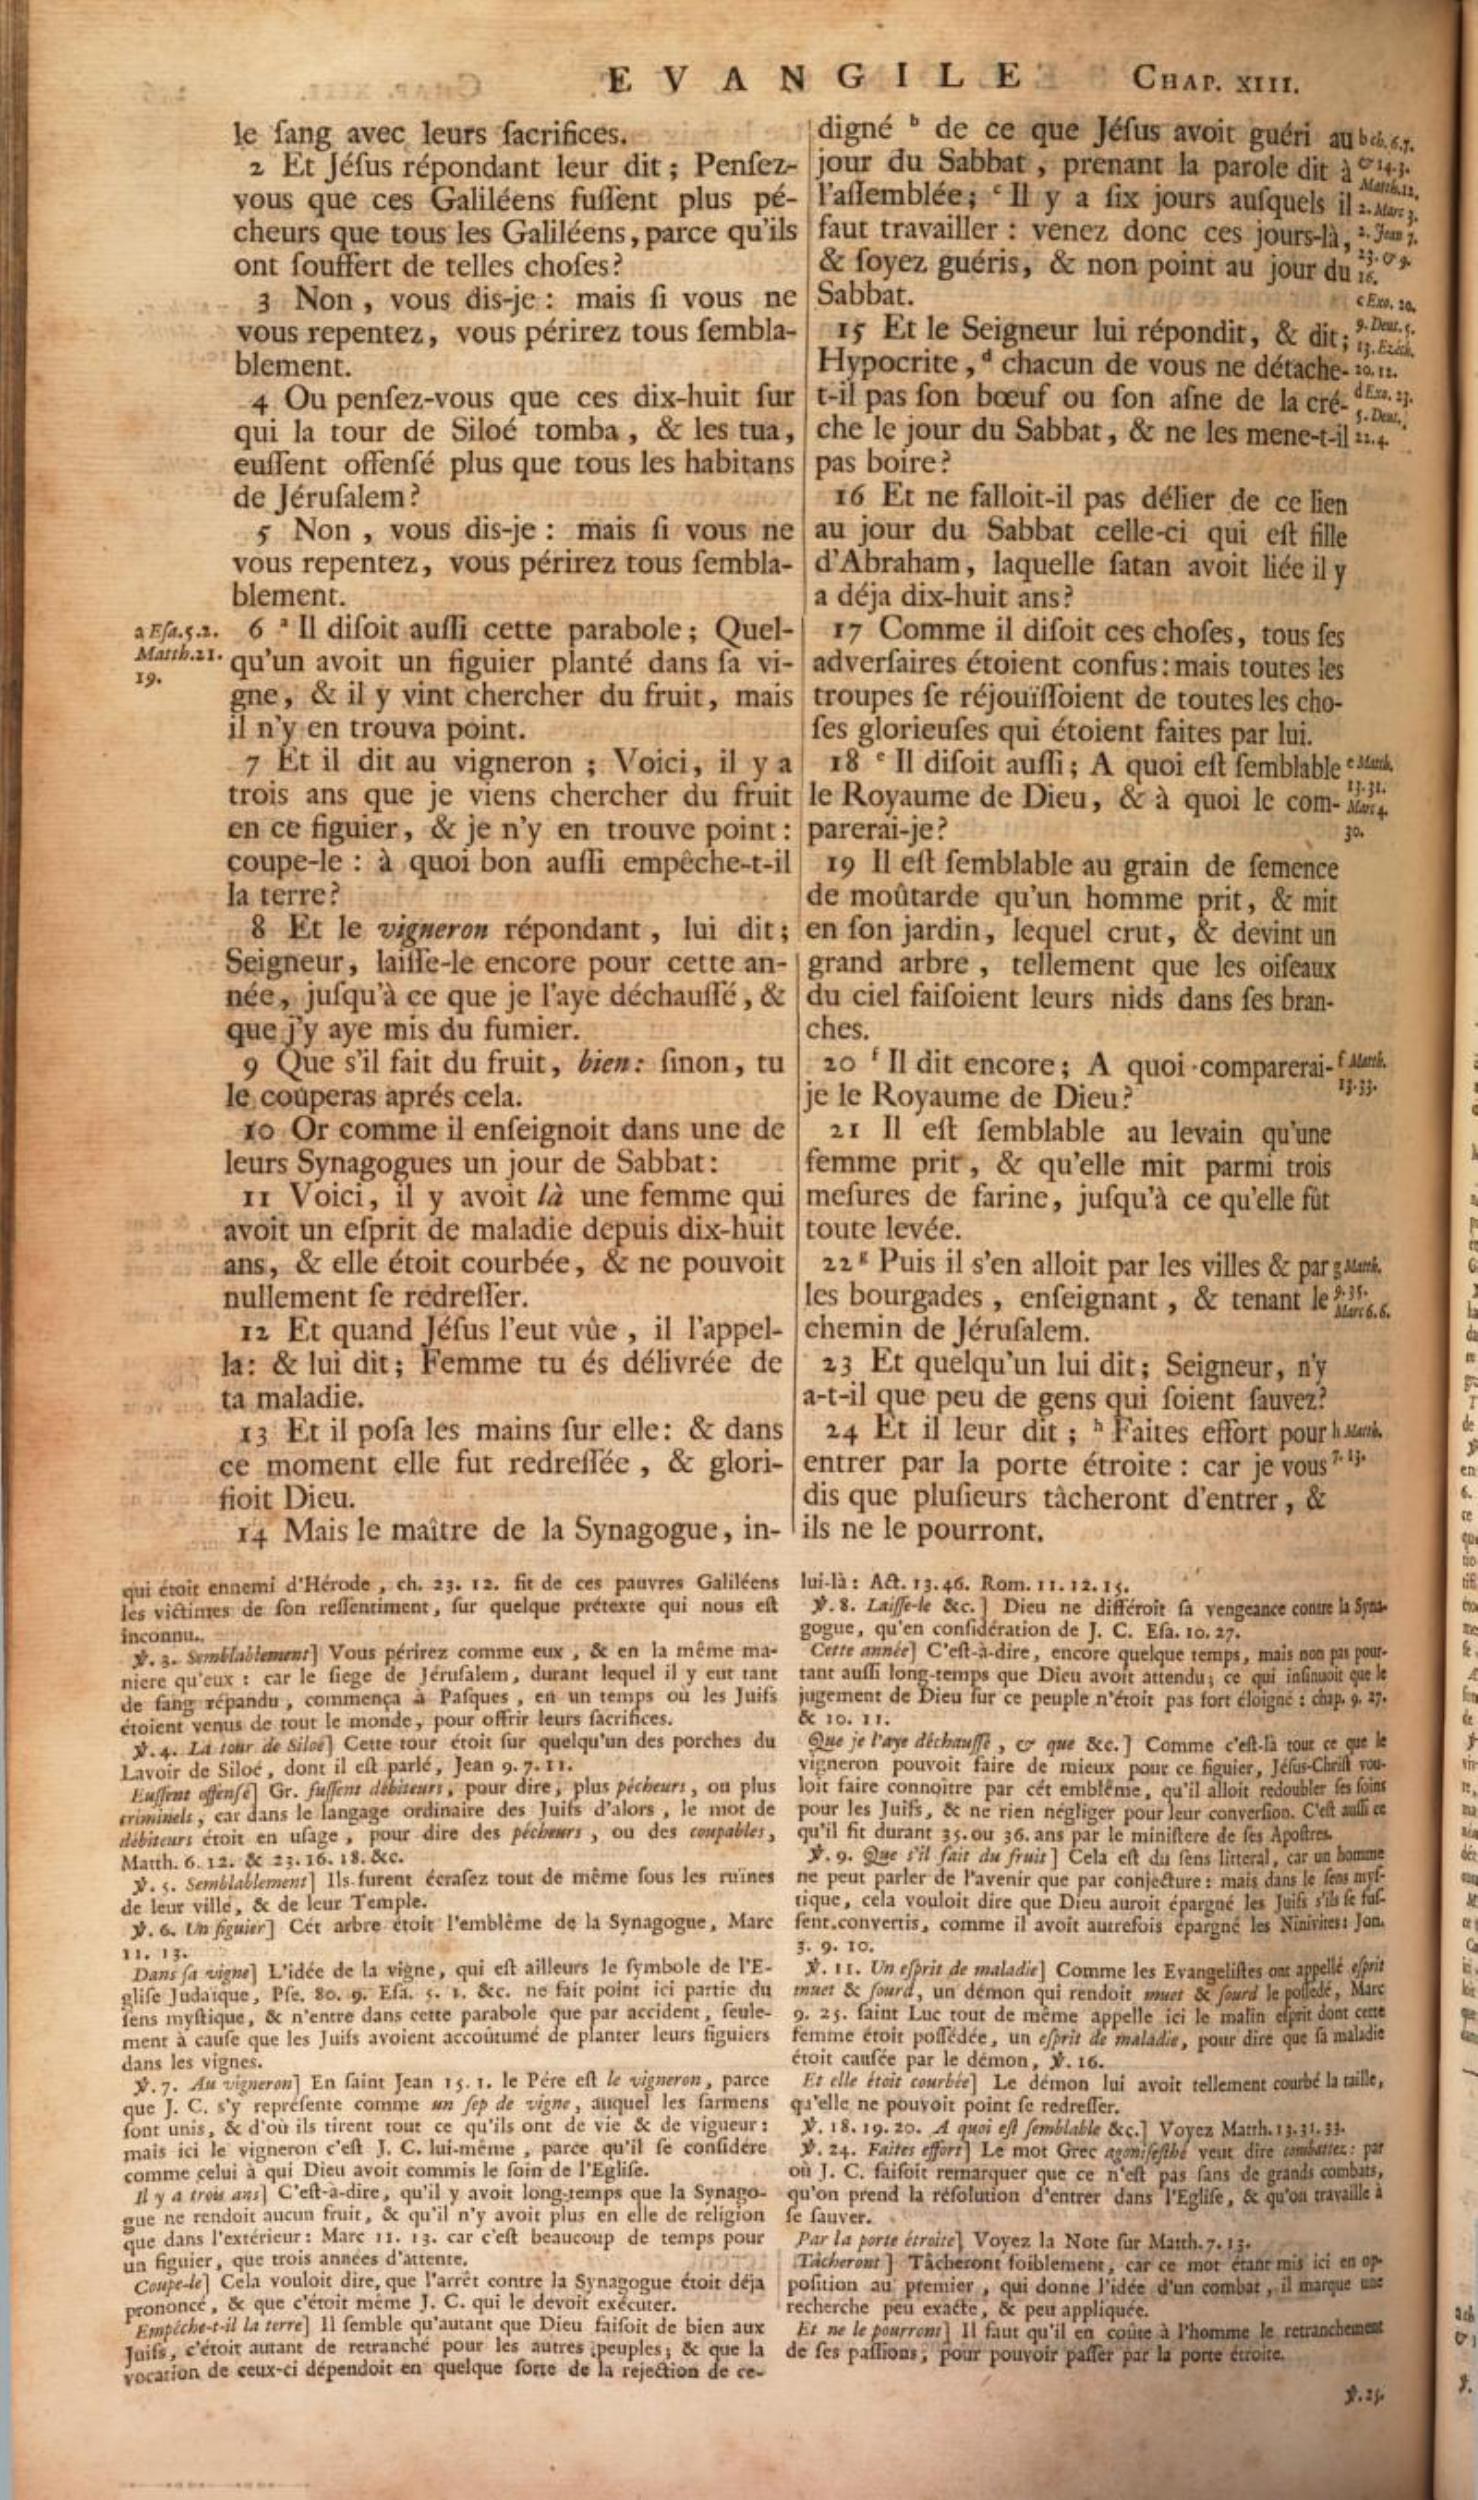 EVANGILE
CHAP. XIII.
le ſang avec leurs ſacrifices.
2 Et Jéſus répondant leur dit ; Penſez-
vous que ces Galiléens fuſſent plus pé-
cheurs que tous les Galiléens, parce qu'ils
ont ſouffert de telles choſes?
3 Non, vous dis-je : mais ſi vous ne
vous repentez, vous périrez tous ſembla-
blement.
4 Ou penſez-vous que ces dix-huit ſur
qui la tour de Siloé tomba, & les tua,
euſſent offenſé plus que tous les habitans
de Jéruſalem?
5 Non, vous dis-je : mais ſi vous ne
vous repentez, vous périrez tous ſembla-
blement.
a Eſa.5.2.
Matth.21.
19.
6 ª Il diſoit auſſi cette parabole; Quel-
qu'un avoit un figuier planté dans ſa vi-
gne, & il y vint chercher du fruit, mais
il n'y en trouva point.
7 Et il dit au vigneron ; Voici, il y a
trois ans que je viens chercher du fruit
en ce figuier, & je n'y en trouve point :
coupe-le : à quoi bon auſſi empêche-t-il
la terre?
8 Et le vigneron répondant, lui dit;
Seigneur, laiſſe-le encore pour cette an-
née, juſqu'à ce que je l'aye déchauſſé, &
que j'y aye mis du fumier.
9 Que s'il fait du fruit, bien: ſinon, tu
le couperas aprés cela.
10 Or comme il enſeignoit dans une de
leurs Synagogues un jour de Sabbat:
11 Voici, il y avoit là une femme qui
avoit un eſprit de maladie depuis dix-huit
ans, & elle étoit courbée, & ne pouvoit
nullement ſe redreſſer.
12 Et quand Jéſus l'eut vûe, il l'appel-
la: & lui dit; Femme tu és délivrée de
ta maladie.
13 Et il poſa les mains ſur elle: & dans
ce moment elle fut redreſſée, & glori-
fioit Dieu.
14 Mais le maître de la Synagogue, in-
digné ᵇ de ce que Jéſus avoit guéri au
jour du Sabbat, prenant la parole dit à
l'aſſemblée; ᶜ Il y a ſix jours auſquels il
faut travailler : venez donc ces jours-là,
& ſoyez guéris, & non point au jour du
Sabbat.
b ch. 6.7.
& 14.3.
Matth.12.
2. Marc 3.
2. Jean 7.
23. & 9.
16.
c Exo. 20.
9. Deut. 5.
13. Ezéch.
20. 12.
15 Et le Seigneur lui répondit, & dit;
Hypocrite, ᵈ chacun de vous ne détache-
t-il pas ſon bœuf ou ſon aſne de la cré-
che le jour du Sabbat, & ne les mene-t-il
pas boire?
d Exo. 23.
5. Deut.
22.4.
16 Et ne falloit-il pas délier de ce lien
au jour du Sabbat celle-ci qui eſt fille
d'Abraham, laquelle ſatan avoit liée il y
a déja dix-huit ans?
17 Comme il diſoit ces choſes, tous ſes
adverſaires étoient confus: mais toutes les
troupes ſe réjouïſſoient de toutes les cho-
ſes glorieuſes qui étoient faites par lui.
18 ᵉ Il diſoit auſſi; A quoi eſt ſemblable
le Royaume de Dieu, & à quoi le com-
parerai-je?
e Matth.
13.31.
Marc 4.
30.
19 Il eſt ſemblable au grain de ſemence
de moûtarde qu'un homme prit, & mit
en ſon jardin, lequel crut, & devint un
grand arbre, tellement que les oiſeaux
du ciel faiſoient leurs nids dans ſes bran-
ches.
20 ᶠ Il dit encore; A quoi comparerai-
je le Royaume de Dieu?
f Matth.
13.33.
21 Il eſt ſemblable au levain qu'une
femme prit, & qu'elle mit parmi trois
meſures de farine, juſqu'à ce qu'elle fût
toute levée.
22 ᵍ Puis il s'en alloit par les villes & par
les bourgades, enſeignant, & tenant le
chemin de Jéruſalem.
g Matth.
9.35.
Marc 6.6.
23 Et quelqu'un lui dit; Seigneur, n'y
a-t-il que peu de gens qui ſoient ſauvez?
24 Et il leur dit ; ʰ Faites effort pour
entrer par la porte étroite : car je vous
dis que pluſieurs tâcheront d'entrer, &
ils ne le pourront.
h Matth.
7.13.
qui étoit ennemi d'Hérode, ch. 23. 12. fit de ces pauvres Galiléens
les victimes de ſon reſſentiment, ſur quelque prétexte qui nous eſt
inconnu.
℣. 3. Semblablement] Vous périrez comme eux, & en la même ma-
niere qu'eux : car le ſiege de Jéruſalem, durant lequel il y eut tant
de ſang répandu, commença à Paſques, en un temps où les Juifs
étoient venus de tout le monde, pour offrir leurs ſacrifices.
℣. 4. La tour de Siloé] Cette tour étoit ſur quelqu'un des porches du
Lavoir de Siloé, dont il eſt parlé, Jean 9. 7. 11.
Euſſent offenſé] Gr. fuſſent débiteurs, pour dire, plus pécheurs, ou plus
criminels, car dans le langage ordinaire des Juifs d'alors, le mot de
débiteurs étoit en uſage, pour dire des pécheurs, ou des coupables,
Matth. 6. 12. & 23. 16. 18. &c.
℣. 5. Semblablement] Ils furent écraſez tout de même ſous les ruïnes
de leur ville, & de leur Temple.
℣. 6. Un figuier] Cét arbre étoit l'emblême de la Synagogue, Marc
11. 13.
Dans ſa vigne] L'idée de la vigne, qui eſt ailleurs le ſymbole de l'E-
gliſe Judaïque, Pſe. 80. 9. Eſa. 5. 1. &c. ne fait point ici partie du
ſens myſtique, & n'entre dans cette parabole que par accident, ſeule-
ment à cauſe que les Juifs avoient accoûtumé de planter leurs figuiers
dans les vignes.
℣. 7. Au vigneron] En ſaint Jean 15. 1. le Pére eſt le vigneron, parce
que J. C. s'y repréſente comme un ſep de vigne, auquel les ſarmens
ſont unis, & d'où ils tirent tout ce qu'ils ont de vie & de vigueur :
mais ici le vigneron c'eſt J. C. lui-même, parce qu'il ſe conſidére
comme celui à qui Dieu avoit commis le ſoin de l'Egliſe.
Il y a trois ans] C'eſt-à-dire, qu'il y avoit long-temps que la Synago-
gue ne rendoit aucun fruit, & qu'il n'y avoit plus en elle de religion
que dans l'extérieur : Marc 11. 13. car c'eſt beaucoup de temps pour
un figuier, que trois années d'attente.
Coupe-le] Cela vouloit dire, que l'arrêt contre la Synagogue étoit déja
prononcé, & que c'étoit même J. C. qui le devoit exécuter.
Empêche-t-il la terre] Il ſemble qu'autant que Dieu faiſoit de bien aux
Juifs, c'étoit autant de retranché pour les autres peuples; & que la
vocation de ceux-ci dépendoit en quelque ſorte de la rejection de ce-
lui-là : Act. 13. 46. Rom. 11. 12. 15.
℣. 8. Laiſſe-le &c.] Dieu ne différoit ſa vengeance contre la Syna-
gogue, qu'en conſidération de J. C. Eſa. 10. 27.
Cette année] C'eſt-à-dire, encore quelque temps, mais non pas pour-
tant auſſi long-temps que Dieu avoit attendu; ce qui inſinuoit que le
jugement de Dieu ſur ce peuple n'étoit pas fort éloigné : chap. 9. 27.
& 10. 11.
Que je l'aye déchauſſé, & que &c.] Comme c'eſt-là tout ce que le
vigneron pouvoit faire de mieux pour ce figuier, Jéſus-Chriſt vou-
loit faire connoître par cét emblême, qu'il alloit redoubler ſes ſoins
pour les Juifs, & ne rien négliger pour leur converſion. C'eſt auſſi ce
qu'il fit durant 35. ou 36. ans par le miniſtere de ſes Apoſtres.
℣. 9. Que s'il fait du fruit] Cela eſt du ſens litteral, car un homme
ne peut parler de l'avenir que par conjecture : mais dans le ſens myſ-
tique, cela vouloit dire que Dieu auroit épargné les Juifs s'ils ſe fuſ-
ſent convertis, comme il avoit autrefois épargné les Ninivites: Jon.
3. 9. 10.
℣. 11. Un eſprit de maladie] Comme les Evangeliſtes ont appellé eſprit
muet & ſourd, un démon qui rendoit muet & ſourd le poſſedé, Marc
9. 25. ſaint Luc tout de même appelle ici le malin eſprit dont cette
femme étoit poſſédée, un eſprit de maladie, pour dire que ſa maladie
étoit cauſée par le démon, ℣. 16.
Et elle étoit courbée] Le démon lui avoit tellement courbé la taille,
qu'elle ne pouvoit point ſe redreſſer.
℣. 18. 19. 20. A quoi eſt ſemblable &c.] Voyez Matth. 13. 31. 33.
℣. 24. Faites effort] Le mot Grec agoniſeſthé veut dire combattez : par
où J. C. faiſoit remarquer que ce n'eſt pas ſans de grands combats,
qu'on prend la réſolution d'entrer dans l'Egliſe, & qu'on travaille à
ſe ſauver.
Par la porte étroite] Voyez la Note ſur Matth. 7. 13.
Tâcheront] Tâcheront foiblement, car ce mot étant mis ici en op-
poſition au premier, qui donne l'idée d'un combat, il marque une
recherche peu exacte, & peu appliquée.
Et ne le pourront] Il faut qu'il en coûte à l'homme le retranchement
de ſes paſſions, pour pouvoir paſſer par la porte étroite.
℣. 25.